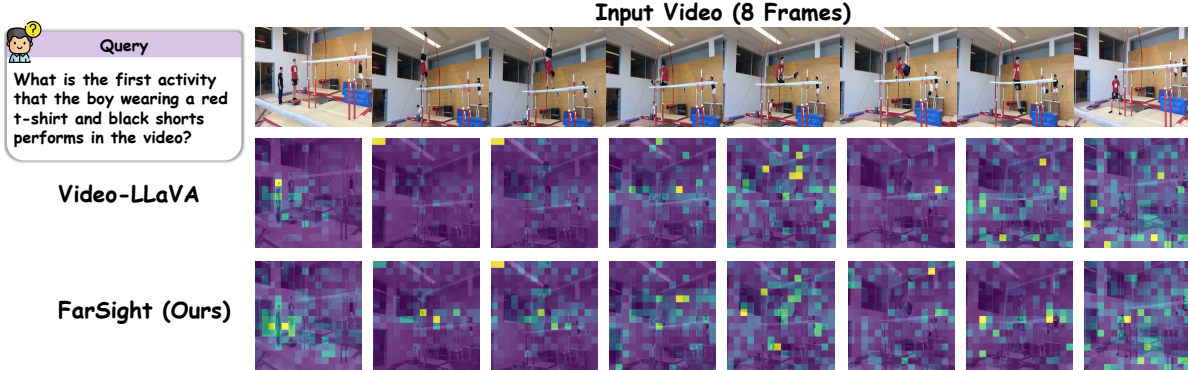 Input Video (8 Frames)
Query
What is the first activity
that the boy wearing a red
t-shirt and black shorts
performs in the video?
Video-LLaVA
FarSight (Ours)